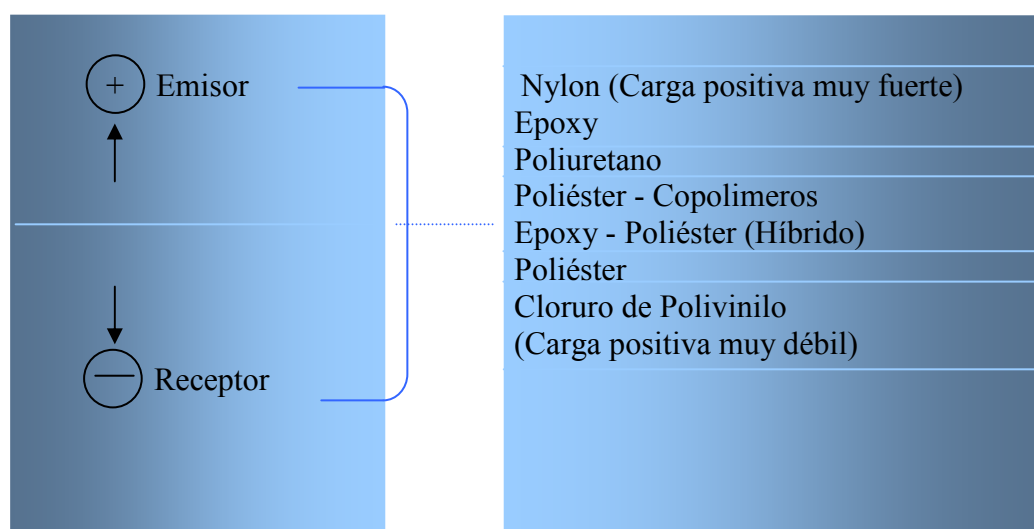 + Emisor
— Receptor
Nylon (Carga positiva muy fuerte)
Epoxy
Poliuretano
Poliéster - Copolimeros
Epoxy - Poliéster (Híbrido)
Poliéster
Cloruro de Polivinilo
(Carga positiva muy débil)